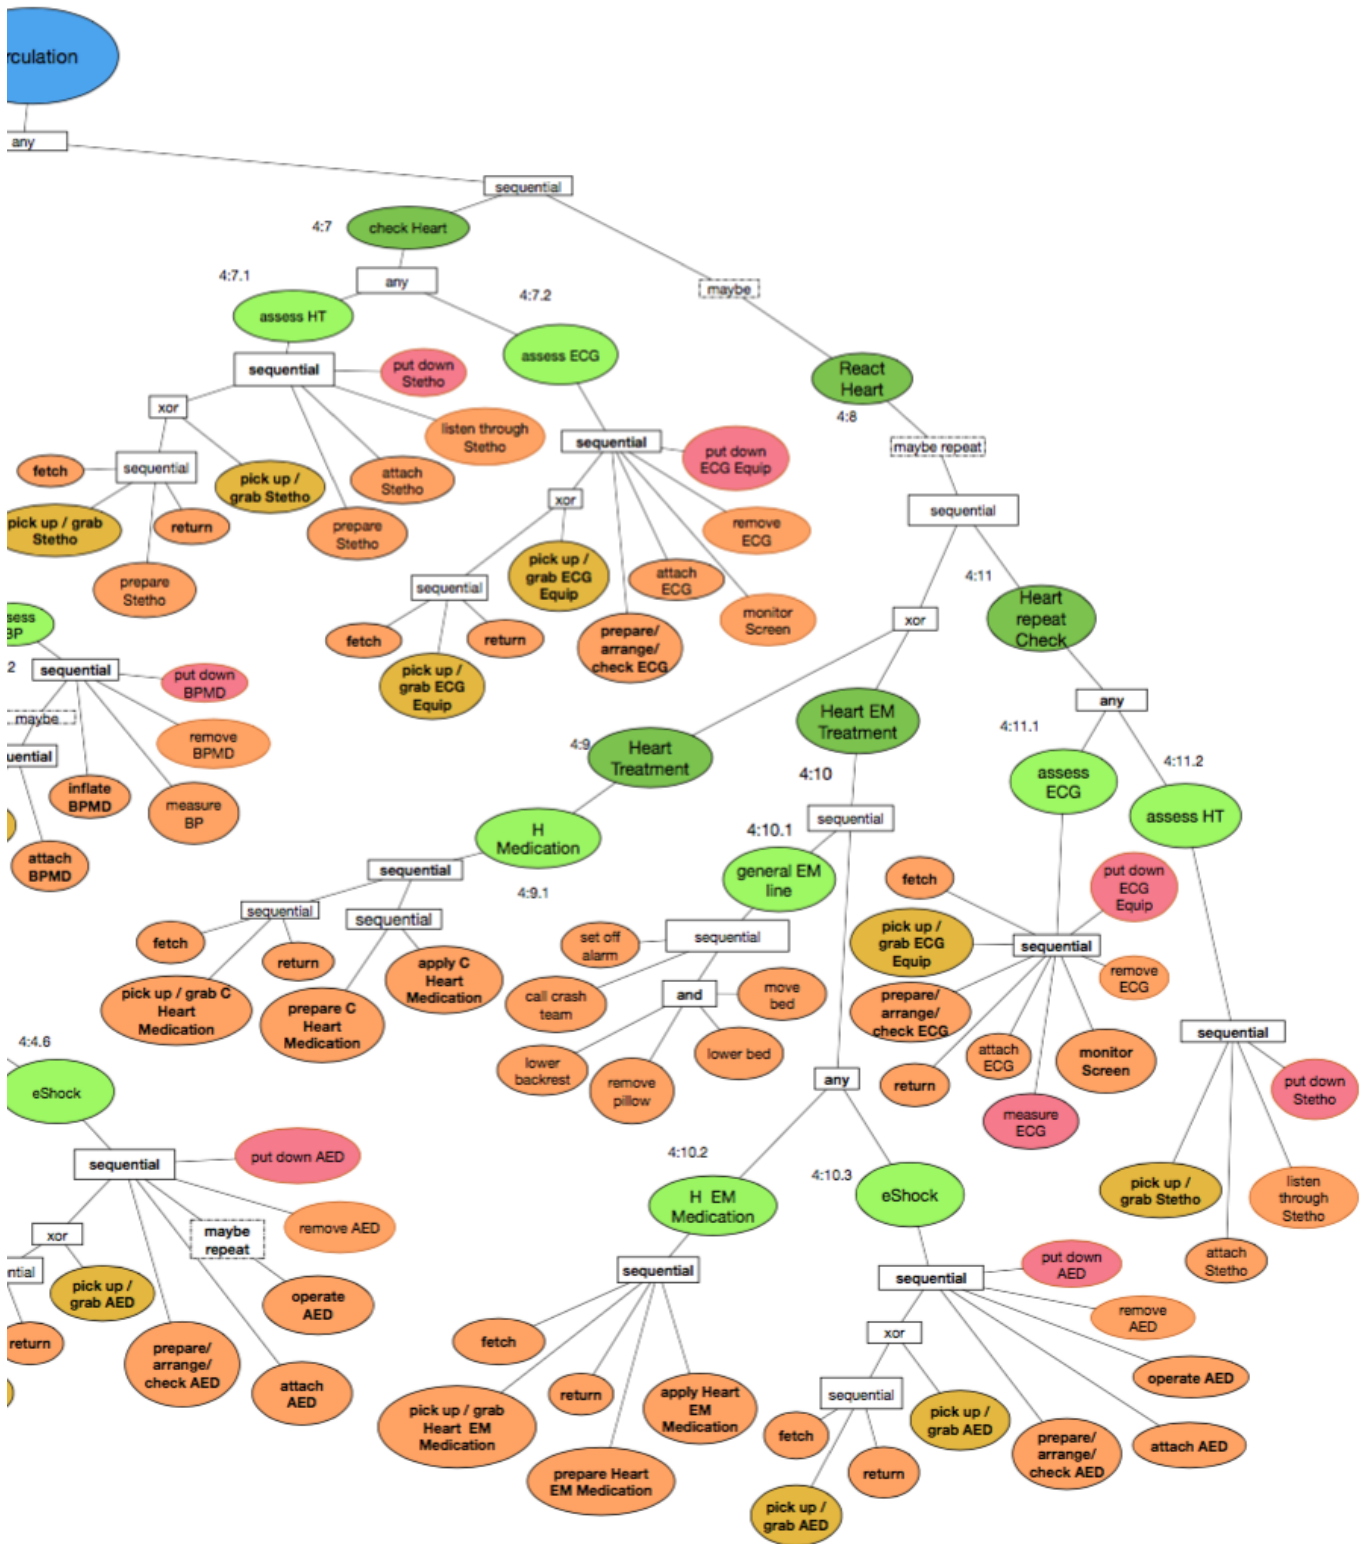 rculation
any
sequential
4:7
check Heart
4:7.1
any
maybe
4:7.2
assess HT
assess ECG
sequential
put down
Stetho
React
Heart
4:8
xor
listen through
Stetho
maybe repeat
sequential
put down
ECG Equip
fetch
sequential
pick up /
grab Stetho
attach
Stetho
xor
sequential
pick up / grab
Stetho
return
prepare
Stetho
remove
ECG
prepare
Stetho
pick up /
grab ECG
Equip
attach
ECG
4:11
Heart
repeat
Check
sequential
monitor
Screen
xor
fetch
return
prepare/
arrange/
check ECG
pick up /
grab ECG
Equip
sess
BP
2
sequential
put down
BPMD
maybe
remove
BPMD
uential
inflate
BPMD
measure
BP
attach
BPMD
any
Heart EM
Treatment
4:11.1
4:9
Heart
Treatment
4:10
4:11.2
assess
ECG
assess HT
H
Medication
sequential
4:10.1
sequential
4:9.1
general EM
line
fetch
put down
ECG
Equip
sequential
sequential
fetch
return
set off
alarm
sequential
pick up /
grab ECG
Equip
sequential
apply C
Heart
Medication
pick up / grab C
Heart
Medication
prepare C
Heart
Medication
call crash
team
and
move
bed
remove
ECG
prepare/
arrange/
check ECG
lower
backrest
remove
pillow
lower bed
attach
ECG
monitor
Screen
sequential
4:4.6
eShock
any
return
measure
ECG
put down
Stetho
sequential
put down AED
4:10.2
4:10.3
H EM
Medication
eShock
pick up /
grab Stetho
listen
through
Stetho
xor
maybe
repeat
remove AED
attach
Stetho
ntial
pick up /
grab AED
operate
AED
sequential
sequential
put down
AED
remove
AED
return
prepare/
arrange/
check AED
attach
AED
fetch
xor
operate AED
return
apply Heart
EM
Medication
sequential
pick up / grab
Heart EM
Medication
fetch
pick up /
grab AED
prepare/
arrange/
check AED
attach AED
prepare Heart
EM Medication
return
pick up /
grab AED